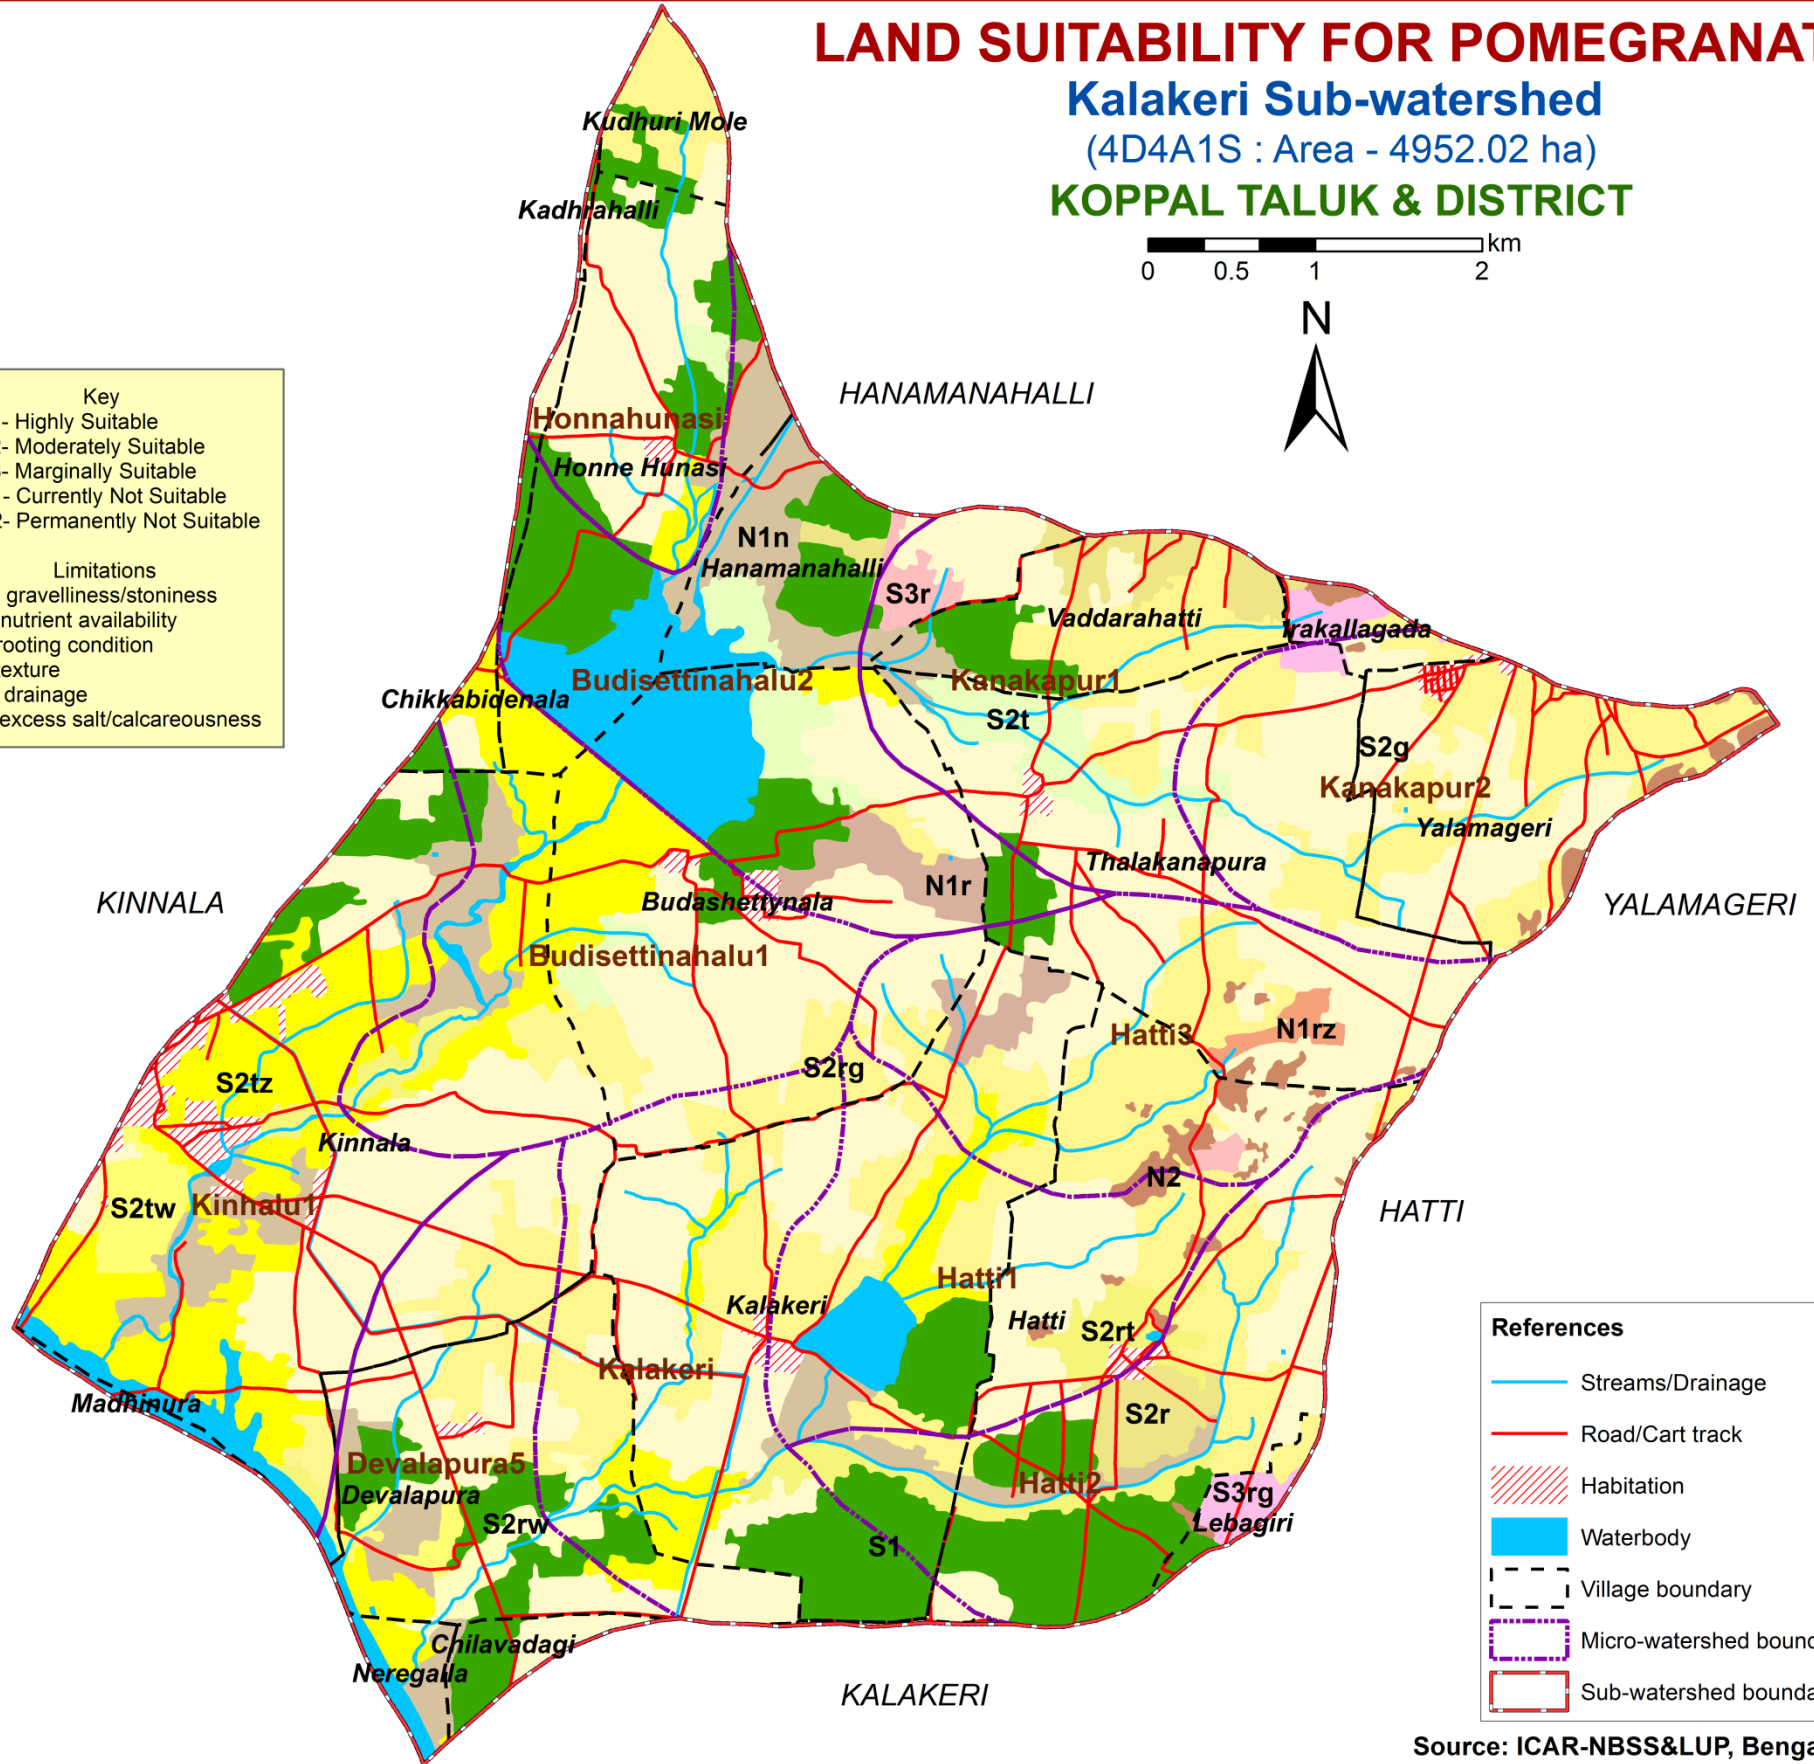 LAND SUITABILITY FOR POMEGRANAT
Kalakeri Sub-watershed
(4D4A1S : Area - 4952.02 ha)
KOPPAL TALUK & DISTRICT
km
0 0.5 1 2
N
Key
- Highly Suitable
- Moderately Suitable
- Marginally Suitable
- Currently Not Suitable
- Permanently Not Suitable
Limitations
gravelliness/stoniness
nutrient availability
rooting condition
texture
drainage
excess salt/calcareousness
Kudhuri Mole
Kadhrahalli
HANAMANAHALLI
Honnahunasi
Honne Hunasi
N1n
Hanamanahalli
S3r
Vaddarahatti
Irakallagada
Budisettinahalu2
Kanakapur1
Chikkabidenala
S2t
S2g
Kanakapur2
Yalamageri
Thalakanapura
N1r
KINNALA
Budashettynala
YALAMAGERI
Budisettinahalu1
Hatti3
N1rz
S2rg
S2tz
Kinnala
N2
S2tw
Kinhalu1
HATTI
Hatti1
Kalakeri
Hatti
S2rt
Kalakeri
Madhinura
S2r
Devalapura5
Hatti2
Devalapura
S3rg
S2rw
Lebagiri
S1
Chilavadagi
Neregalla
KALAKERI
References
Streams/Drainage
Road/Cart track
Habitation
Waterbody
Village boundary
Micro-watershed bound
Sub-watershed bounda
Source: ICAR-NBSS&LUP, Benga